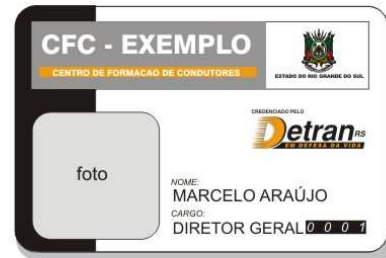 CFC - EXEMPLO
CENTRO DE FORMACAO DE CONDUTORES
ESTADO DO RIO GRANDE DO SUL
CREDENCIADO PELO
Detran RS
EM DEFESA DA VIDA
foto
NOME:
MARCELO ARAÚJO
CARGO:
DIRETOR GERAL 0 0 0 1